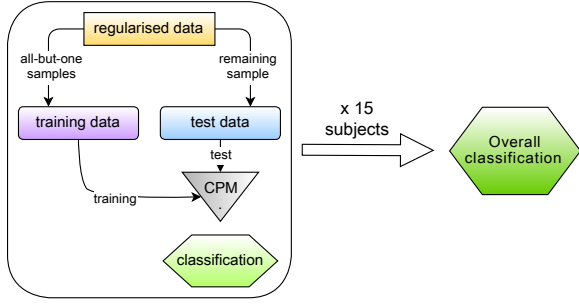 regularised data
all-but-one
samples
remaining
sample
training data
test data
test
training
CPM
.
classification
x 15
subjects
Overall
classification